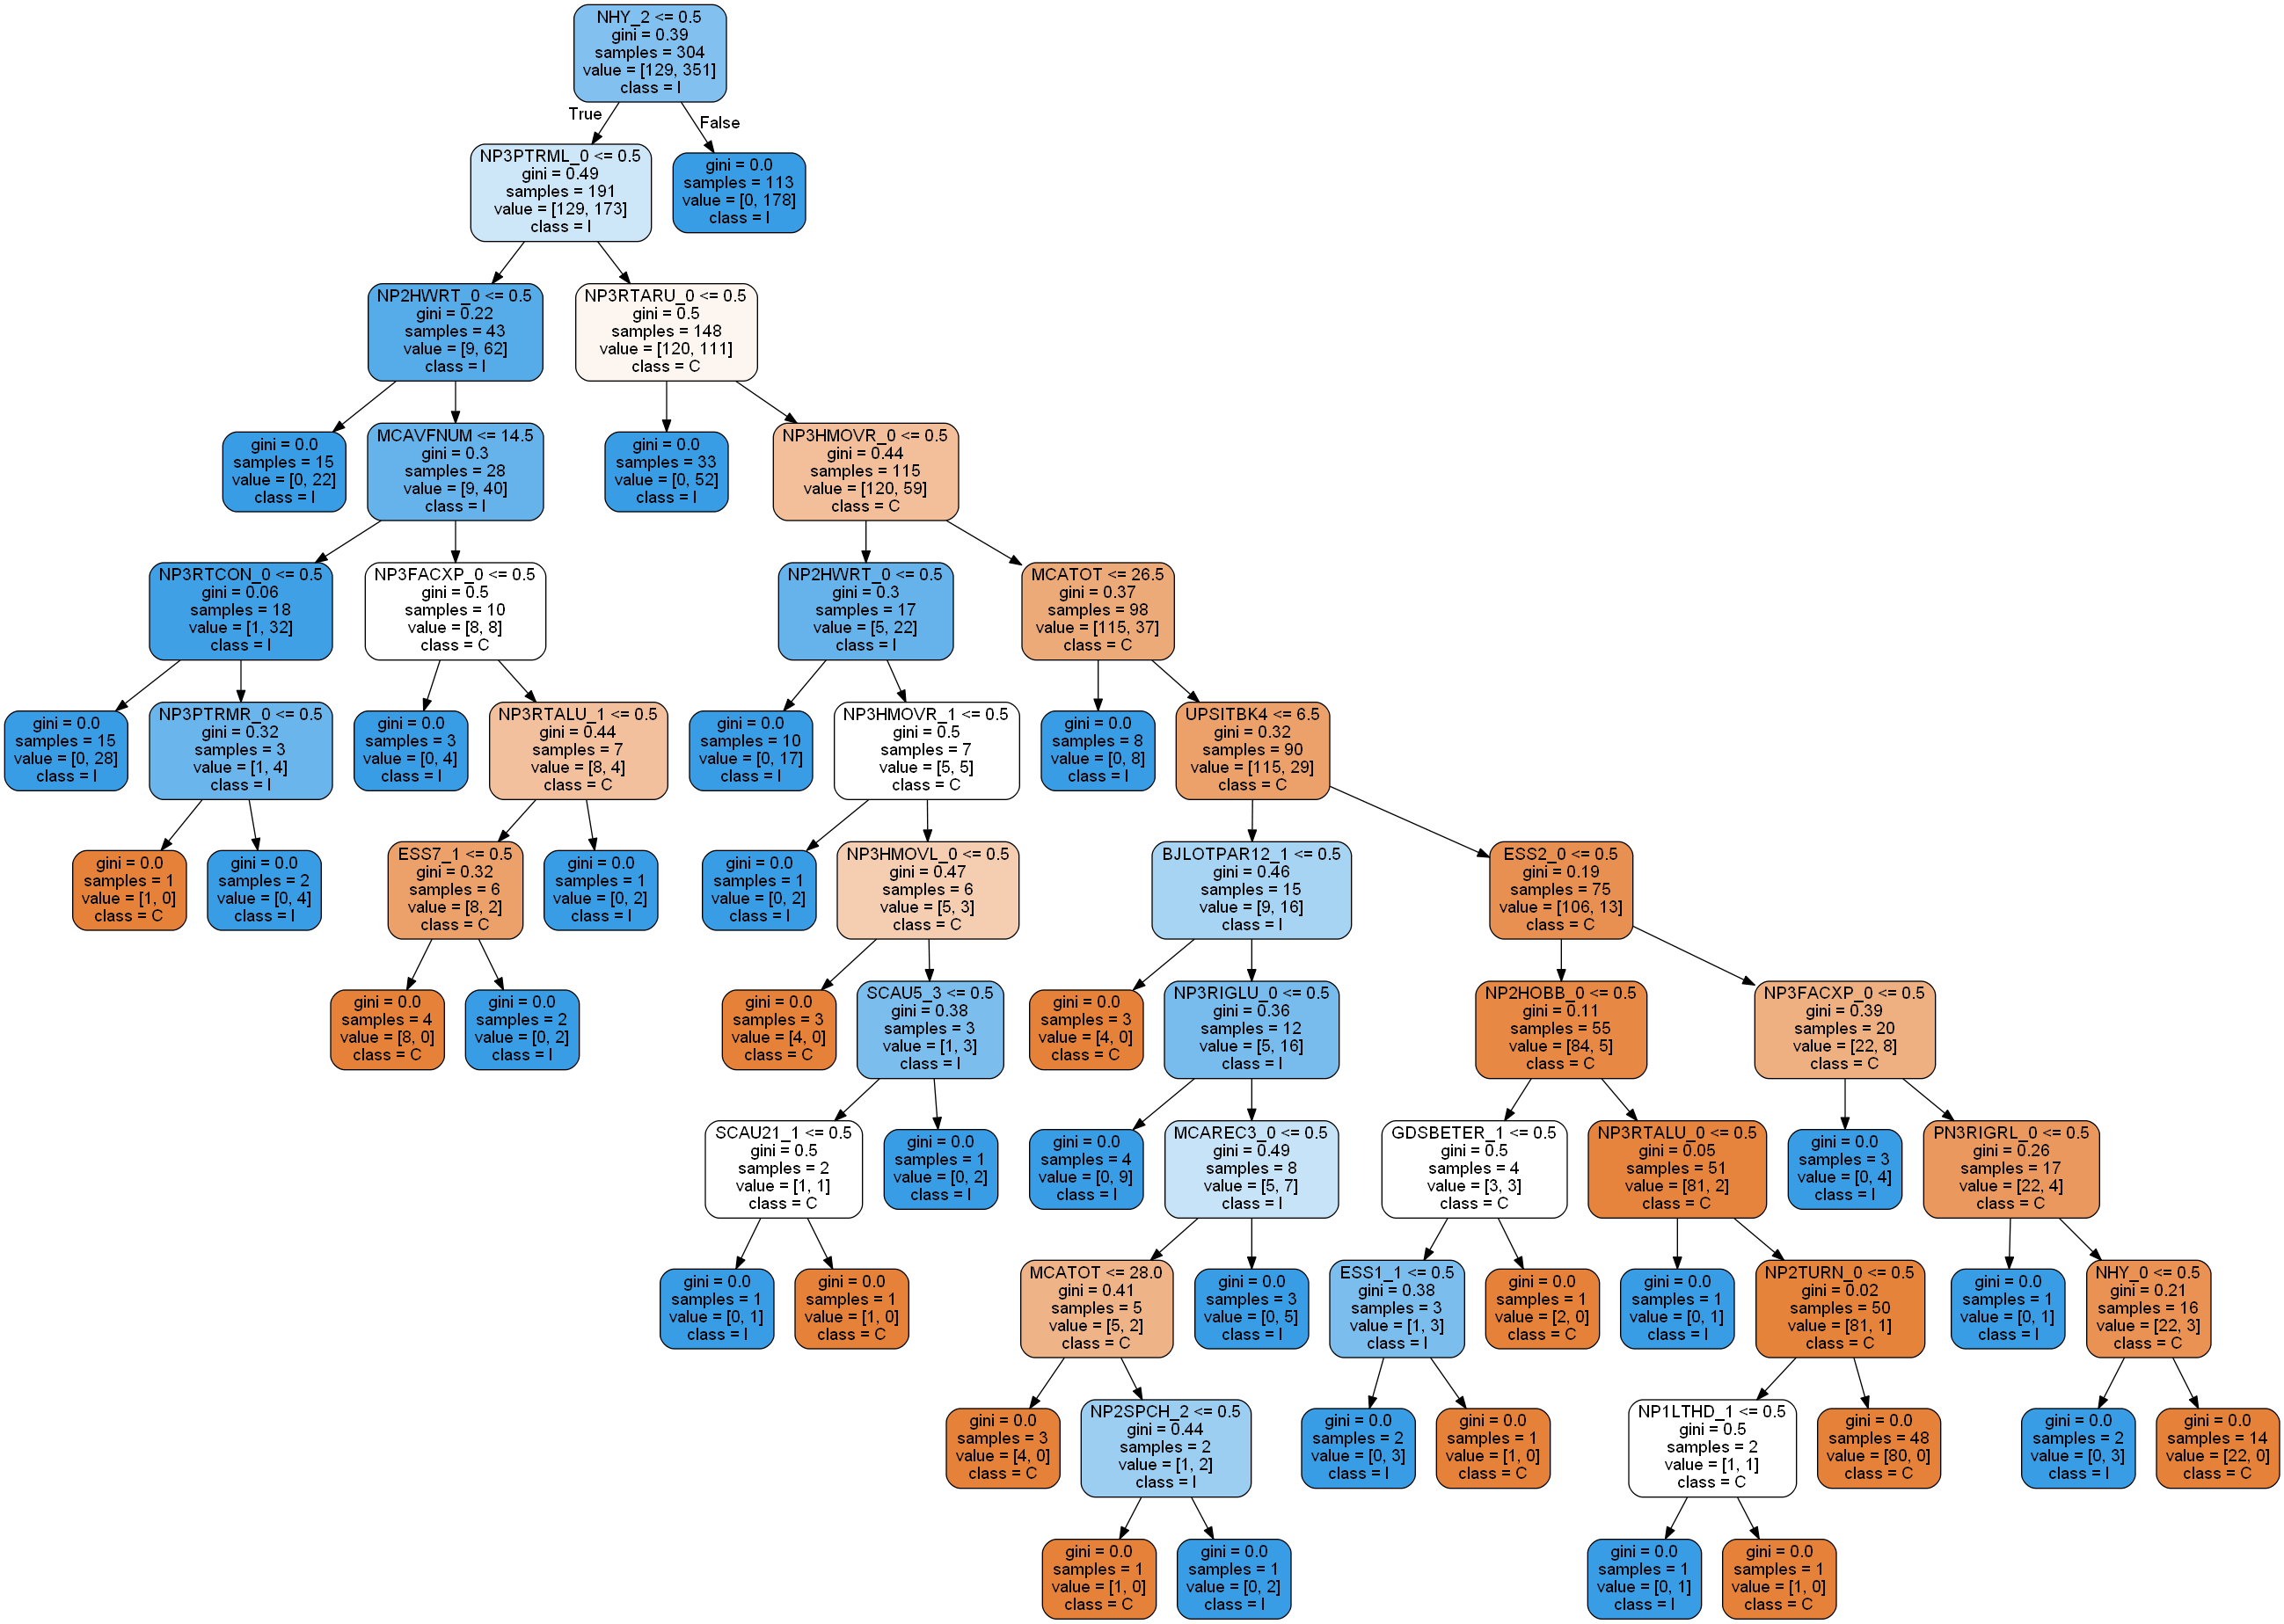 NHY_2 <= 0.5
gini = 0.39
samples = 304
value = [129, 351]
class = I
True
False
NP3PTRML_0 <= 0.5
gini = 0.49
samples = 191
value = [129, 173]
class = I
gini = 0.0
samples = 113
value = [0, 178]
class = I
NP2HWRT_0 <= 0.5
gini = 0.22
samples = 43
value = [9, 62]
class = I
NP3RTARU_0 <= 0.5
gini = 0.5
samples = 148
value = [120, 111]
class = C
gini = 0.0
samples = 15
value = [0, 22]
class = I
MCAVFNUM <= 14.5
gini = 0.3
samples = 28
value = [9, 40]
class = I
gini = 0.0
samples = 33
value = [0, 52]
class = I
NP3HMOVR_0 <= 0.5
gini = 0.44
samples = 115
value = [120, 59]
class = C
NP3RTCON_0 <= 0.5
gini = 0.06
samples = 18
value = [1, 32]
class = I
NP3FACXP_0 <= 0.5
gini = 0.5
samples = 10
value = [8, 8]
class = C
NP2HWRT_0 <= 0.5
gini = 0.3
samples = 17
value = [5, 22]
class = I
MCATOT <= 26.5
gini = 0.37
samples = 98
value = [115, 37]
class = C
gini = 0.0
samples = 15
value = [0, 28]
class = I
NP3PTRMR_0 <= 0.5
gini = 0.32
samples = 3
value = [1, 4]
class = I
gini = 0.0
samples = 3
value = [0, 4]
class = I
NP3RTALU_1 <= 0.5
gini = 0.44
samples = 7
value = [8, 4]
class = C
gini = 0.0
samples = 10
value = [0, 17]
class = I
NP3HMOVR_1 <= 0.5
gini = 0.5
samples = 7
value = [5, 5]
class = C
gini = 0.0
samples = 8
value = [0, 8]
class = I
UPSITBK4 <= 6.5
gini = 0.32
samples = 90
value = [115, 29]
class = C
gini = 0.0
samples = 1
value = [1, 0]
class = C
gini = 0.0
samples = 2
value = [0, 4]
class = I
ESS7_1 <= 0.5
gini = 0.32
samples = 6
value = [8, 2]
class = C
gini = 0.0
samples = 1
value = [0, 2]
class = I
gini = 0.0
samples = 1
value = [0, 2]
class = I
NP3HMOVL_0 <= 0.5
gini = 0.47
samples = 6
value = [5, 3]
class = C
BJLOTPAR12_1 <= 0.5
gini = 0.46
samples = 15
value = [9, 16]
class = I
ESS2_0 <= 0.5
gini = 0.19
samples = 75
value = [106, 13]
class = C
gini = 0.0
samples = 4
value = [8, 0]
class = C
gini = 0.0
samples = 2
value = [0, 2]
class = I
gini = 0.0
samples = 3
value = [4, 0]
class = C
SCAU5_3 <= 0.5
gini = 0.38
samples = 3
value = [1, 3]
class = I
gini = 0.0
samples = 3
value = [4, 0]
class = C
NP3RIGLU_0 <= 0.5
gini = 0.36
samples = 12
value = [5, 16]
class = I
NP2HOBB_0 <= 0.5
gini = 0.11
samples = 55
value = [84, 5]
class = C
NP3FACXP_0 <= 0.5
gini = 0.39
samples = 20
value = [22, 8]
class = C
SCAU21_1 <= 0.5
gini = 0.5
samples = 2
value = [1, 1]
class = C
gini = 0.0
samples = 1
value = [0, 2]
class = I
gini = 0.0
samples = 4
value = [0, 9]
class = I
MCAREC3_0 <= 0.5
gini = 0.49
samples = 8
value = [5, 7]
class = I
GDSBETER_1 <= 0.5
gini = 0.5
samples = 4
value = [3, 3]
class = C
NP3RTALU_0 <= 0.5
gini = 0.05
samples = 51
value = [81, 2]
class = C
gini = 0.0
samples = 3
value = [0, 4]
class = I
PN3RIGRL_0 <= 0.5
gini = 0.26
samples = 17
value = [22, 4]
class = C
gini = 0.0
samples = 1
value = [0, 1]
class = I
gini = 0.0
samples = 1
value = [1, 0]
class = C
MCATOT <= 28.0
gini = 0.41
samples = 5
value = [5, 2]
class = C
gini = 0.0
samples = 3
value = [0, 5]
class = I
ESS1_1 <= 0.5
gini = 0.38
samples = 3
value = [1, 3]
class = I
gini = 0.0
samples = 1
value = [2, 0]
class = C
gini = 0.0
samples = 1
value = [0, 1]
class = I
NP2TURN_0 <= 0.5
gini = 0.02
samples = 50
value = [81, 1]
class = C
gini = 0.0
samples = 1
value = [0, 1]
class = I
NHY_0 <= 0.5
gini = 0.21
samples = 16
value = [22, 3]
class = C
gini = 0.0
samples = 3
value = [4, 0]
class = C
NP2SPCH_2 <= 0.5
gini = 0.44
samples = 2
value = [1, 2]
class = I
gini = 0.0
samples = 2
value = [0, 3]
class = I
gini = 0.0
samples = 1
value = [1, 0]
class = C
NP1LTHD_1 <= 0.5
gini = 0.5
samples = 2
value = [1, 1]
class = C
gini = 0.0
samples = 48
value = [80, 0]
class = C
gini = 0.0
samples = 2
value = [0, 3]
class = I
gini = 0.0
samples = 14
value = [22, 0]
class = C
gini = 0.0
samples = 1
value = [1, 0]
class = C
gini = 0.0
samples = 1
value = [0, 2]
class = I
gini = 0.0
samples = 1
value = [0, 1]
class = I
gini = 0.0
samples = 1
value = [1, 0]
class = C